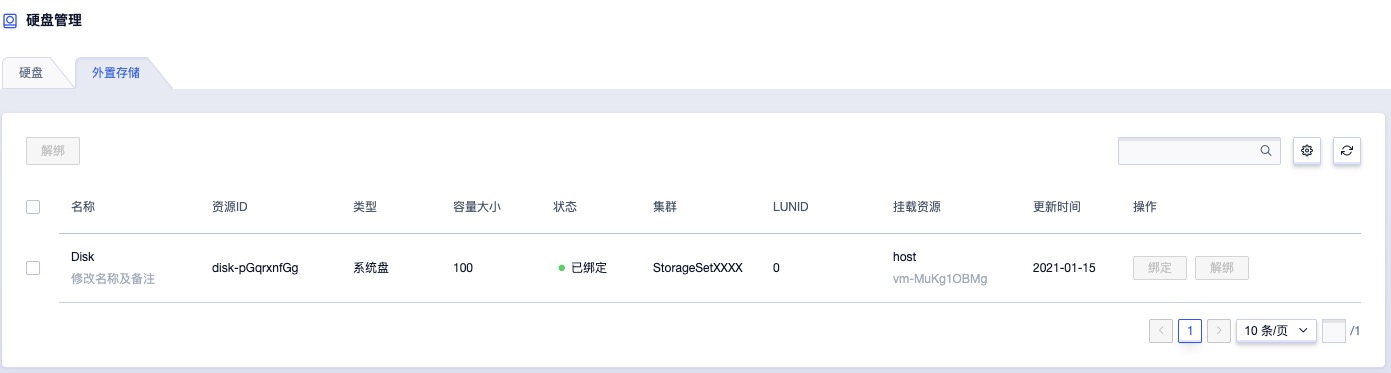 硬盘管理
硬盘 外置存储
解绑
名称 资源ID 类型 容量大小 状态 集群 LUNID 挂载资源 更新时间 操作
Disk
修改名称及备注
disk-pGqrxnfGg 系统盘 100 已绑定 StorageSetXXXX 0
host
vm-MuKg1OBMg
2021-01-15 绑定 解绑
1 10 条/页 /1